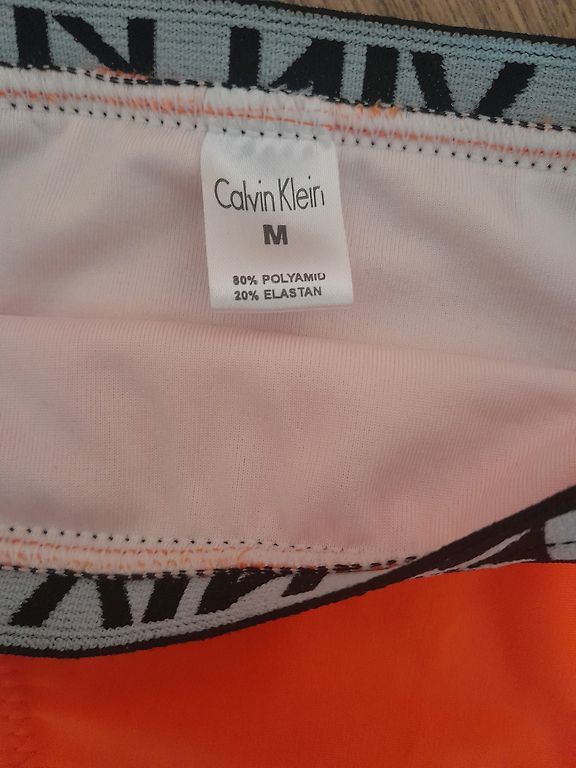 Calvin Klein
M
80% POLYAMID
20% ELASTAN